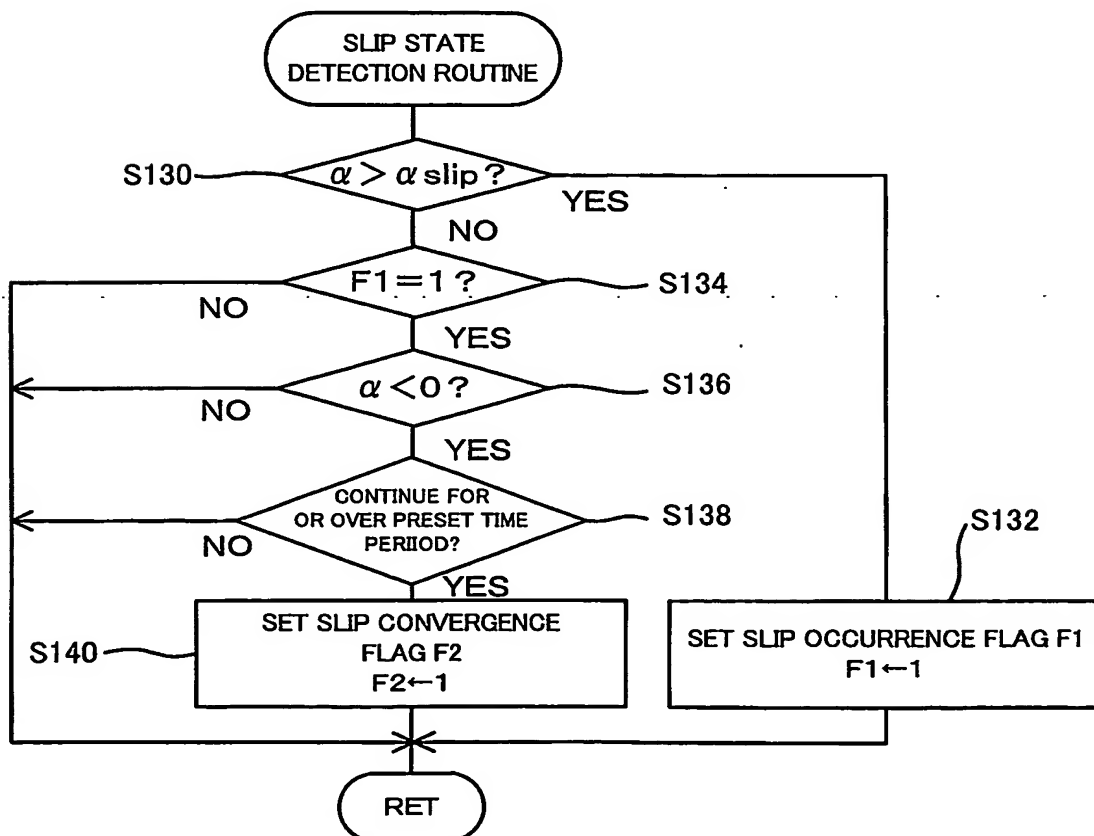 SLIP STATE
DETECTION ROUTINE
S130
α > α slip ?
YES
NO
F1=1 ?
S134
NO
YES
α <0 ?
S136
NO
YES
CONTINUE FOR
OR OVER PRESET TIME
PERIIOD?
S138
NO
S132
YES
SET SLIP CONVERGENCE
FLAG F2
F2←1
S140
SET SLIP OCCURRENCE FLAG F1
F1←1
RET